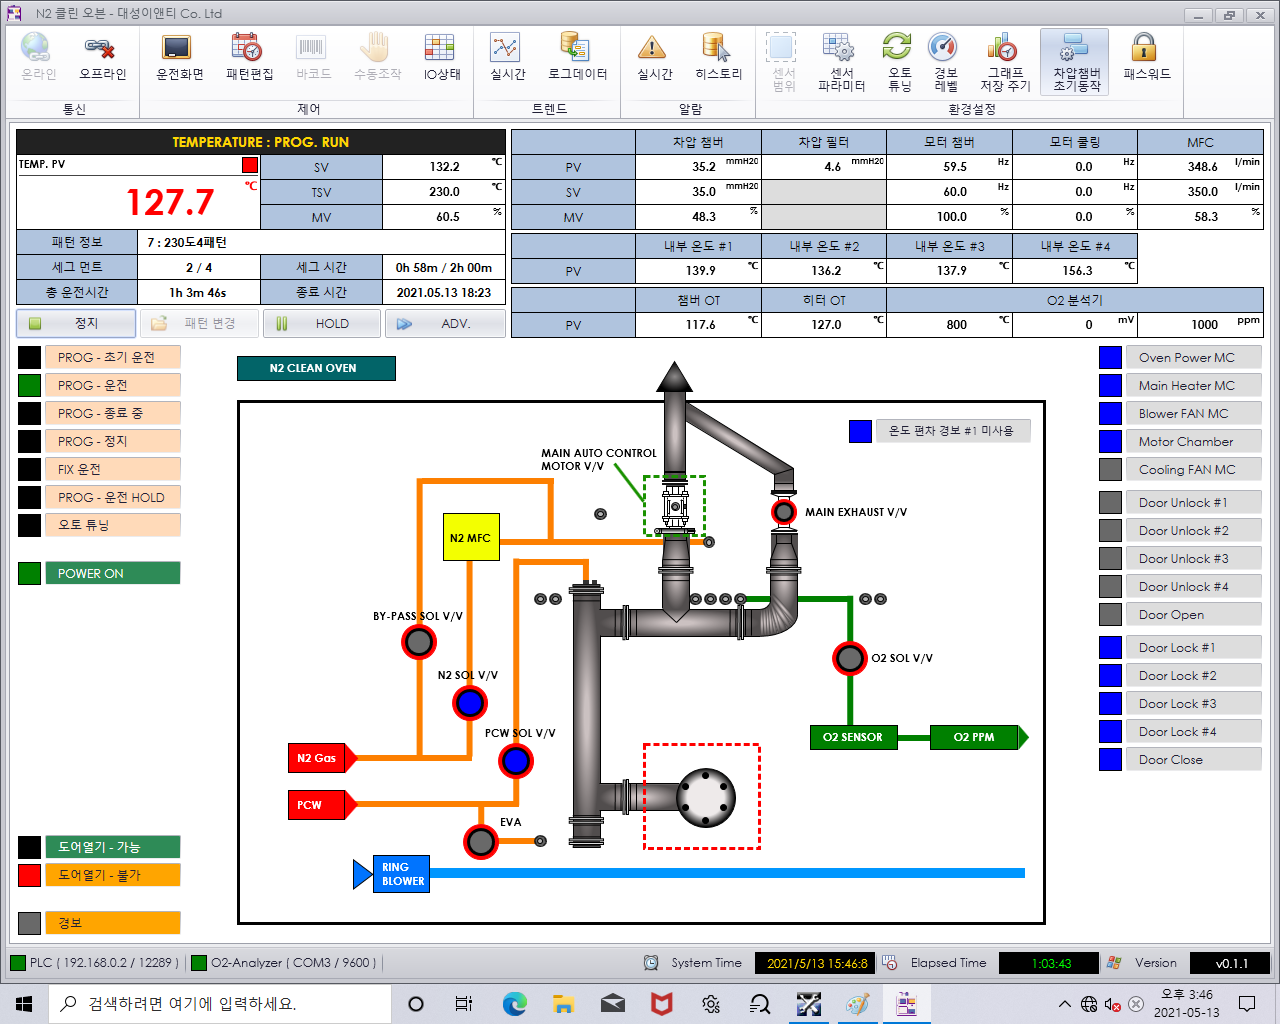 N2 클린 오븐 - 대성이앤티 Co. Ltd
온라인 오프라인 운전화면 패턴편집 바코드 수동조작 IO상태 실시간 로그데이터 실시간 히스토리 센서 범위 센서 파라미터 오토 튜닝 경보 레벨 그래프 저장 주기 차압챔버 초기동작 패스워드
통신 제어 트렌드 알람 환경설정
TEMPERATURE : PROG. RUN
TEMP. PV
127.7 ℃
SV 132.2 ℃
TSV 230.0 ℃
MV 60.5 %
패턴 정보 7 : 230도4패턴
세그 먼트 2 / 4 세그 시간 0h 58m / 2h 00m
총 운전시간 1h 3m 46s 종료 시간 2021.05.13 18:23
정지 패턴 변경 HOLD ADV.
차압 챔버 차압 필터 모터 챔버 모터 쿨링 MFC
PV 35.2 mmH20 4.6 mmH20 59.5 Hz 0.0 Hz 348.6 l/min
SV 35.0 mmH20 60.0 Hz 0.0 Hz 350.0 l/min
MV 48.3 % 100.0 % 0.0 % 58.3 %
내부 온도 #1 내부 온도 #2 내부 온도 #3 내부 온도 #4
PV 139.9 ℃ 136.2 ℃ 137.9 ℃ 156.3 ℃
챔버 OT 히터 OT O2 분석기
PV 117.6 ℃ 127.0 ℃ 800 ℃ 0 mV 1000 ppm
PROG - 초기 운전
PROG - 운전
PROG - 종료 중
PROG - 정지
FIX 운전
PROG - 운전 HOLD
오토 튜닝
POWER ON
도어열기 - 가능
도어열기 - 불가
경보
N2 CLEAN OVEN
온도 편차 경보 #1 미사용
MAIN AUTO CONTROL
MOTOR V/V
MAIN EXHAUST V/V
N2 MFC
BY-PASS SOL V/V
N2 SOL V/V
O2 SOL V/V
PCW SOL V/V
O2 SENSOR
O2 PPM
N2 Gas
PCW
EVA
RING
BLOWER
Oven Power MC
Main Heater MC
Blower FAN MC
Motor Chamber
Cooling FAN MC
Door Unlock #1
Door Unlock #2
Door Unlock #3
Door Unlock #4
Door Open
Door Lock #1
Door Lock #2
Door Lock #3
Door Lock #4
Door Close
PLC ( 192.168.0.2 / 12289 ) O2-Analyzer ( COM3 / 9600 ) System Time 2021/5/13 15:46:8 Elapsed Time 1:03:43 Version v0.1.1
검색하려면 여기에 입력하세요. 오후 3:46
2021-05-13